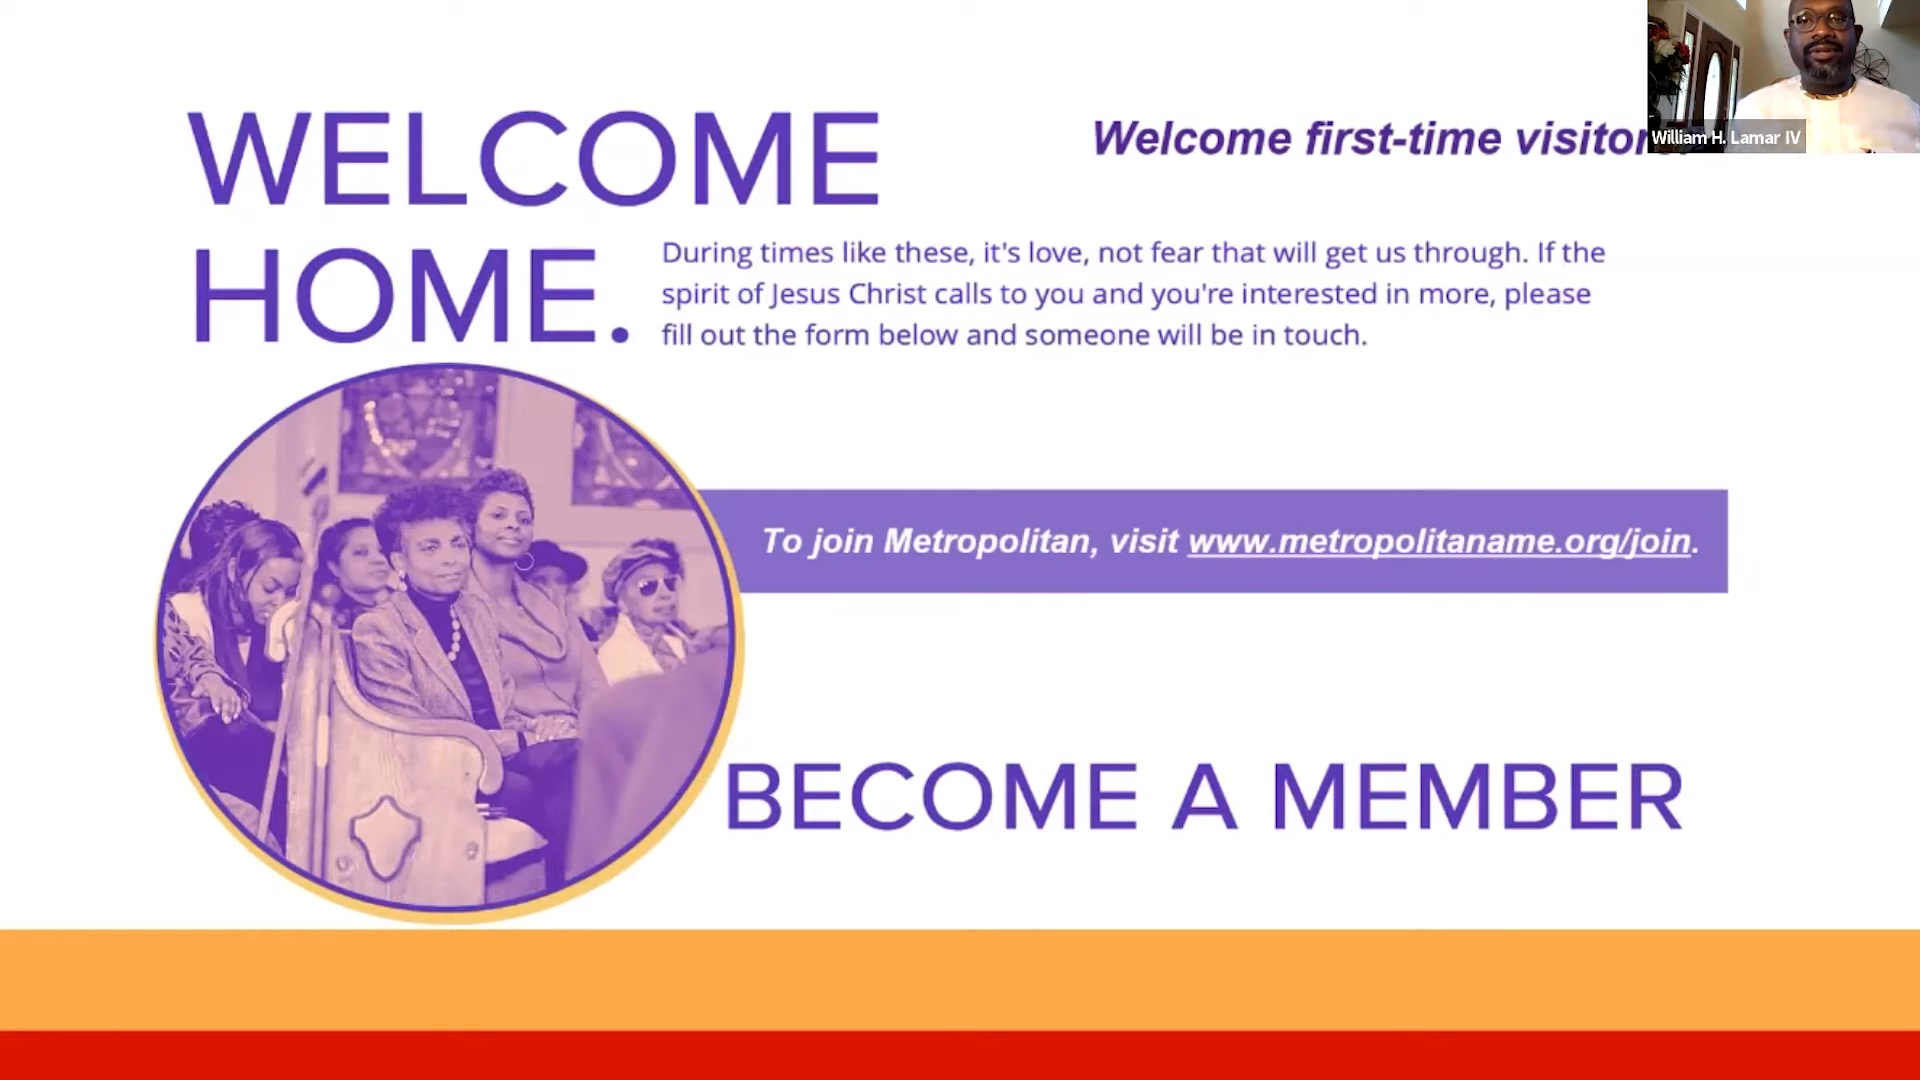 WELCOME
HOME.
Welcome first-time visitor
William H. Lamar IV
During times like these, it's love, not fear that will get us through. If the
spirit of Jesus Christ calls to you and you're interested in more, please
fill out the form below and someone will be in touch.
To join Metropolitan, visit www.metropolitaname.org/join.
BECOME A MEMBER